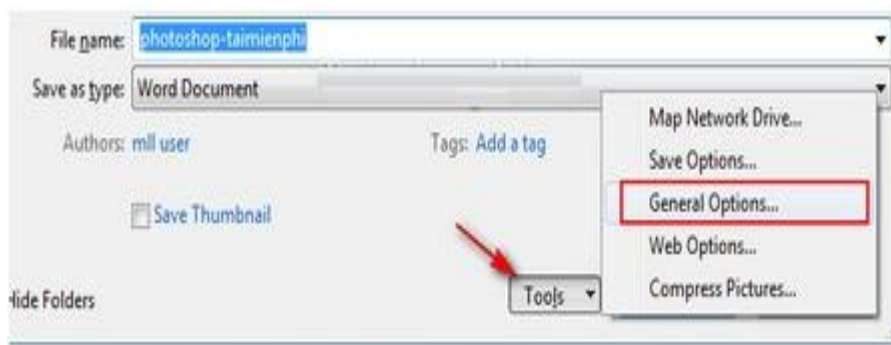 File name: photoshop-taimienphi
Save as type: Word Document
Map Network Drive...
Authors: mll user Tags: Add a tag
Save Options...
General Options...
Save Thumbnail
Web Options...
Hide Folders Tools
Compress Pictures...